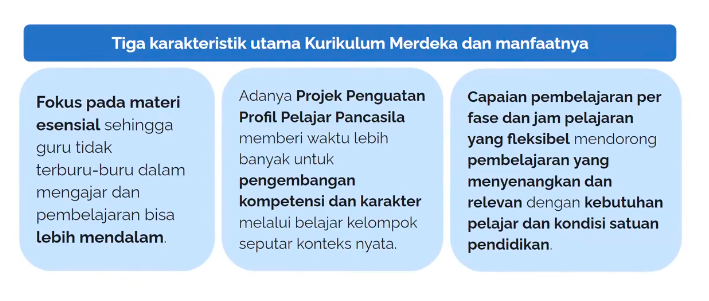 Tiga karakteristik utama Kurikulum Merdeka dan manfaatnya
Fokus pada materi
esensial sehingga
guru tidak
terburu-buru dalam
mengajar dan
pembelajaran bisa
lebih mendalam.
Adanya Projek Penguatan
Profil Pelajar Pancasila
memberi waktu lebih
banyak untuk
pengembangan
kompetensi dan karakter
melalui belajar kelompok
seputar konteks nyata.
Capaian pembelajaran per
fase dan jam pelajaran
yang fleksibel mendorong
pembelajaran yang
menyenangkan dan
relevan dengan kebutuhan
pelajar dan kondisi satuan
pendidikan.